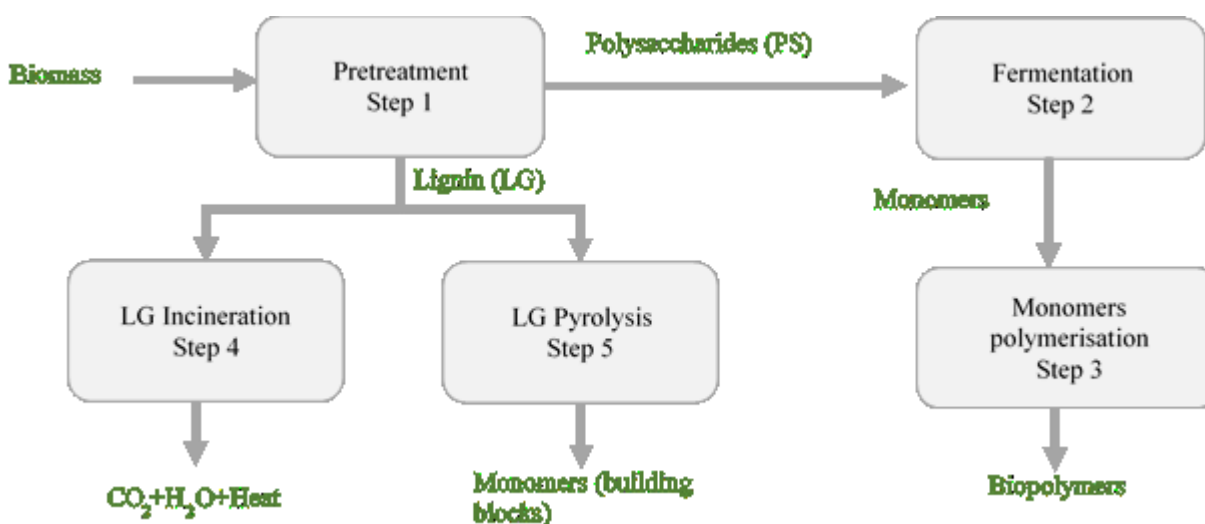 Polysaccharides (PS)
Biomass
Pretreatment
Step 1
Fermentation
Step 2
Lignin (LG)
Monomers
LG Incineration
Step 4
LG Pyrolysis
Step 5
Monomers
polymerisation
Step 3
CO₂+H₂O+Heat
Monomers (building
blocks)
Biopolymers